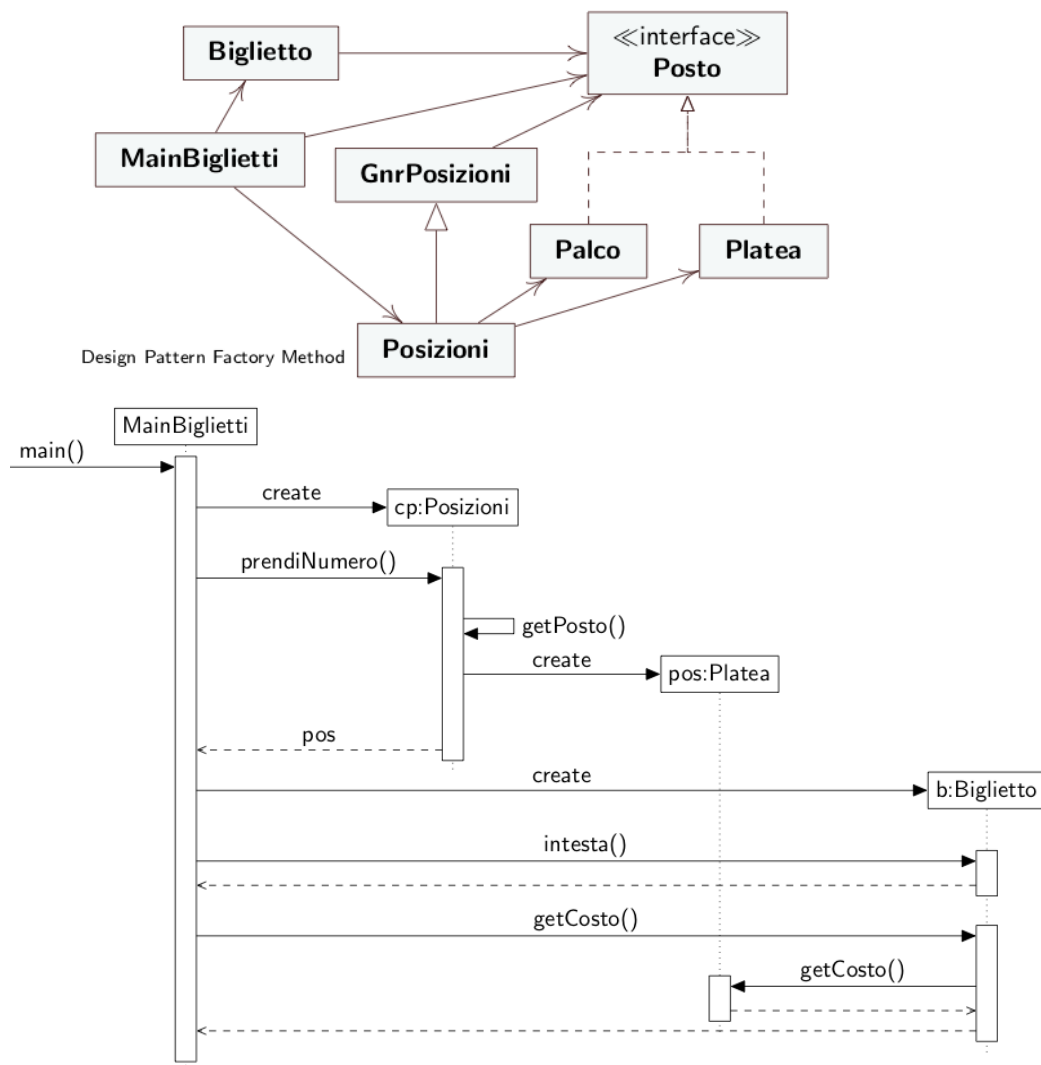 Biglietto
≪interface≫
Posto
MainBiglietti
GnrPosizioni
Palco
Platea
Posizioni
Design Pattern Factory Method
MainBiglietti
main()
create
cp:Posizioni
prendiNumero()
getPosto()
create
pos:Platea
pos
create
b:Biglietto
intesta()
getCosto()
getCosto()